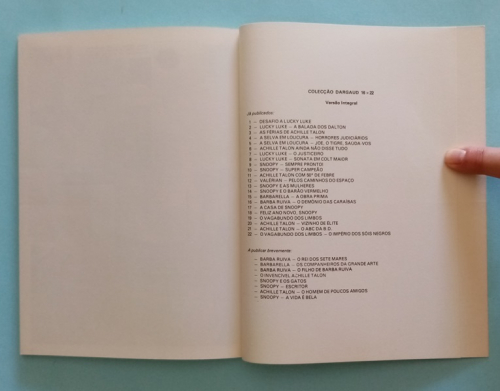 COLECÇÃO DARGAUD 16 × 22
Versão Integral
Já publicados:
1 — DESAFIO A LUCKY LUKE
2 — LUCKY LUKE — A BALADA DOS DALTON
3 — AS FÉRIAS DE ACHILLE TALON
4 — A SELVA EM LOUCURA — HORRORES JUDICIÁRIOS
5 — A SELVA EM LOUCURA — JOE, O TIGRE, SAUDA-VOS
6 — ACHILLE TALON AINDA NÃO DISSE TUDO
7 — LUCKY LUKE — O JUSTICEIRO
8 — LUCKY LUKE — SONATA EM COLT MAIOR
9 — SNOOPY — SEMPRE PRONTO!
10 — SNOOPY — SUPER CAMPEÃO
11 — ACHILLE TALON COM 90° DE FEBRE
12 — VALERIAN — PELOS CAMINHOS DO ESPAÇO
13 — SNOOPY E AS MULHERES
14 — SNOOPY E O BARÃO VERMELHO
15 — BARBARELLA — A OBRA PRIMA
16 — BARBA RUIVA — O DEMÓNIO DAS CARAÍBAS
17 — A CASA DE SNOOPY
18 — FELIZ ANO NOVO, SNOOPY
19 — O VAGABUNDO DOS LIMBOS
20 — ACHILLE TALON — VIZINHO DE ELITE
21 — ACHILLE TALON — O ABC DA B.D.
22 — O VAGABUNDO DOS LIMBOS — O IMPÉRIO DOS SÓIS NEGROS
A publicar brevemente:
— BARBA RUIVA — O REI DOS SETE MARES
— BARBARELLA — OS COMPANHEIROS DA GRANDE ARTE
— BARBA RUIVA — O FILHO DE BARBA RUIVA
— O INVENCÍVEL ACHILLE TALON
— SNOOPY E OS GATOS
— SNOOPY — ESCRITOR
— ACHILLE TALON — O HOMEM DE POUCOS AMIGOS
— SNOOPY — A VIDA É BELA